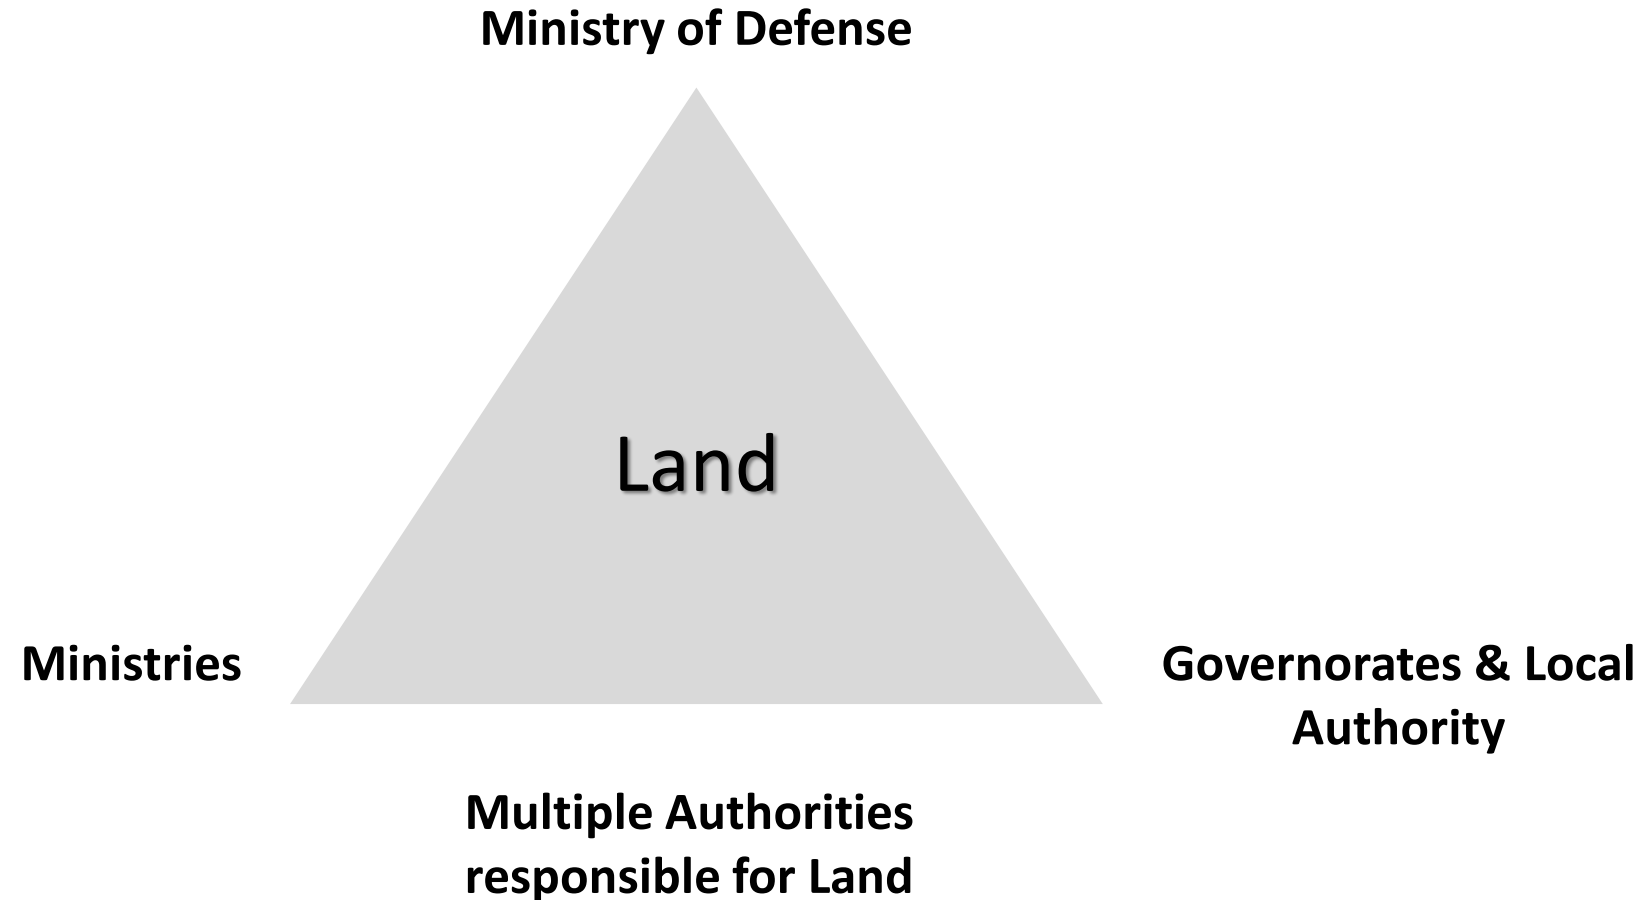 Ministry of Defense
Land
Ministries
Governorates & Local
Authority
Multiple Authorities
responsible for Land